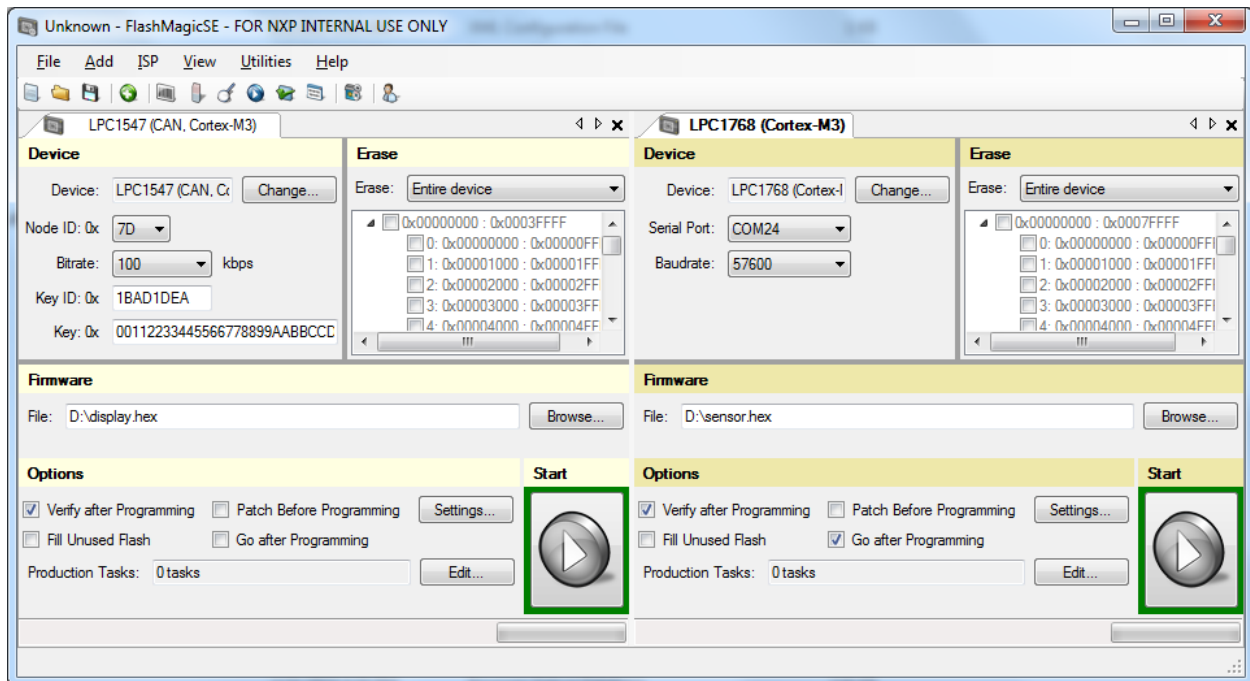 Unknown - FlashMagicSE - FOR NXP INTERNAL USE ONLY
File Add ISP View Utilities Help
LPC1547 (CAN, Cortex-M3)
Device
Device: LPC1547 (CAN, Co Change...
Node ID: 0x 7D
Bitrate: 100 kbps
Key ID: 0x 1BAD1DEA
Key: 0x 00112233445566778899AABBCCD
Erase
Erase: Entire device
0x00000000 : 0x0003FFFF
0: 0x00000000 : 0x00000FF
1: 0x00001000 : 0x00001FF
2: 0x00002000 : 0x00002FF
3: 0x00003000 : 0x00003FF
4: 0x00004000 : 0x00004FF
Firmware
File: D:\display.hex Browse...
Options
Verify after Programming Patch Before Programming Settings...
Fill Unused Flash Go after Programming
Production Tasks: 0 tasks Edit...
Start
LPC1768 (Cortex-M3)
Device
Device: LPC1768 (Cortex-I Change...
Serial Port: COM24
Baudrate: 57600
Erase
Erase: Entire device
0x00000000 : 0x0007FFFF
0: 0x00000000 : 0x00000FFI
1: 0x00001000 : 0x00001FFI
2: 0x00002000 : 0x00002FFI
3: 0x00003000 : 0x00003FFI
4: 0x00004000 : 0x00004FFI
Firmware
File: D:\sensor.hex Browse...
Options
Verify after Programming Patch Before Programming Settings...
Fill Unused Flash Go after Programming
Production Tasks: 0 tasks Edit...
Start